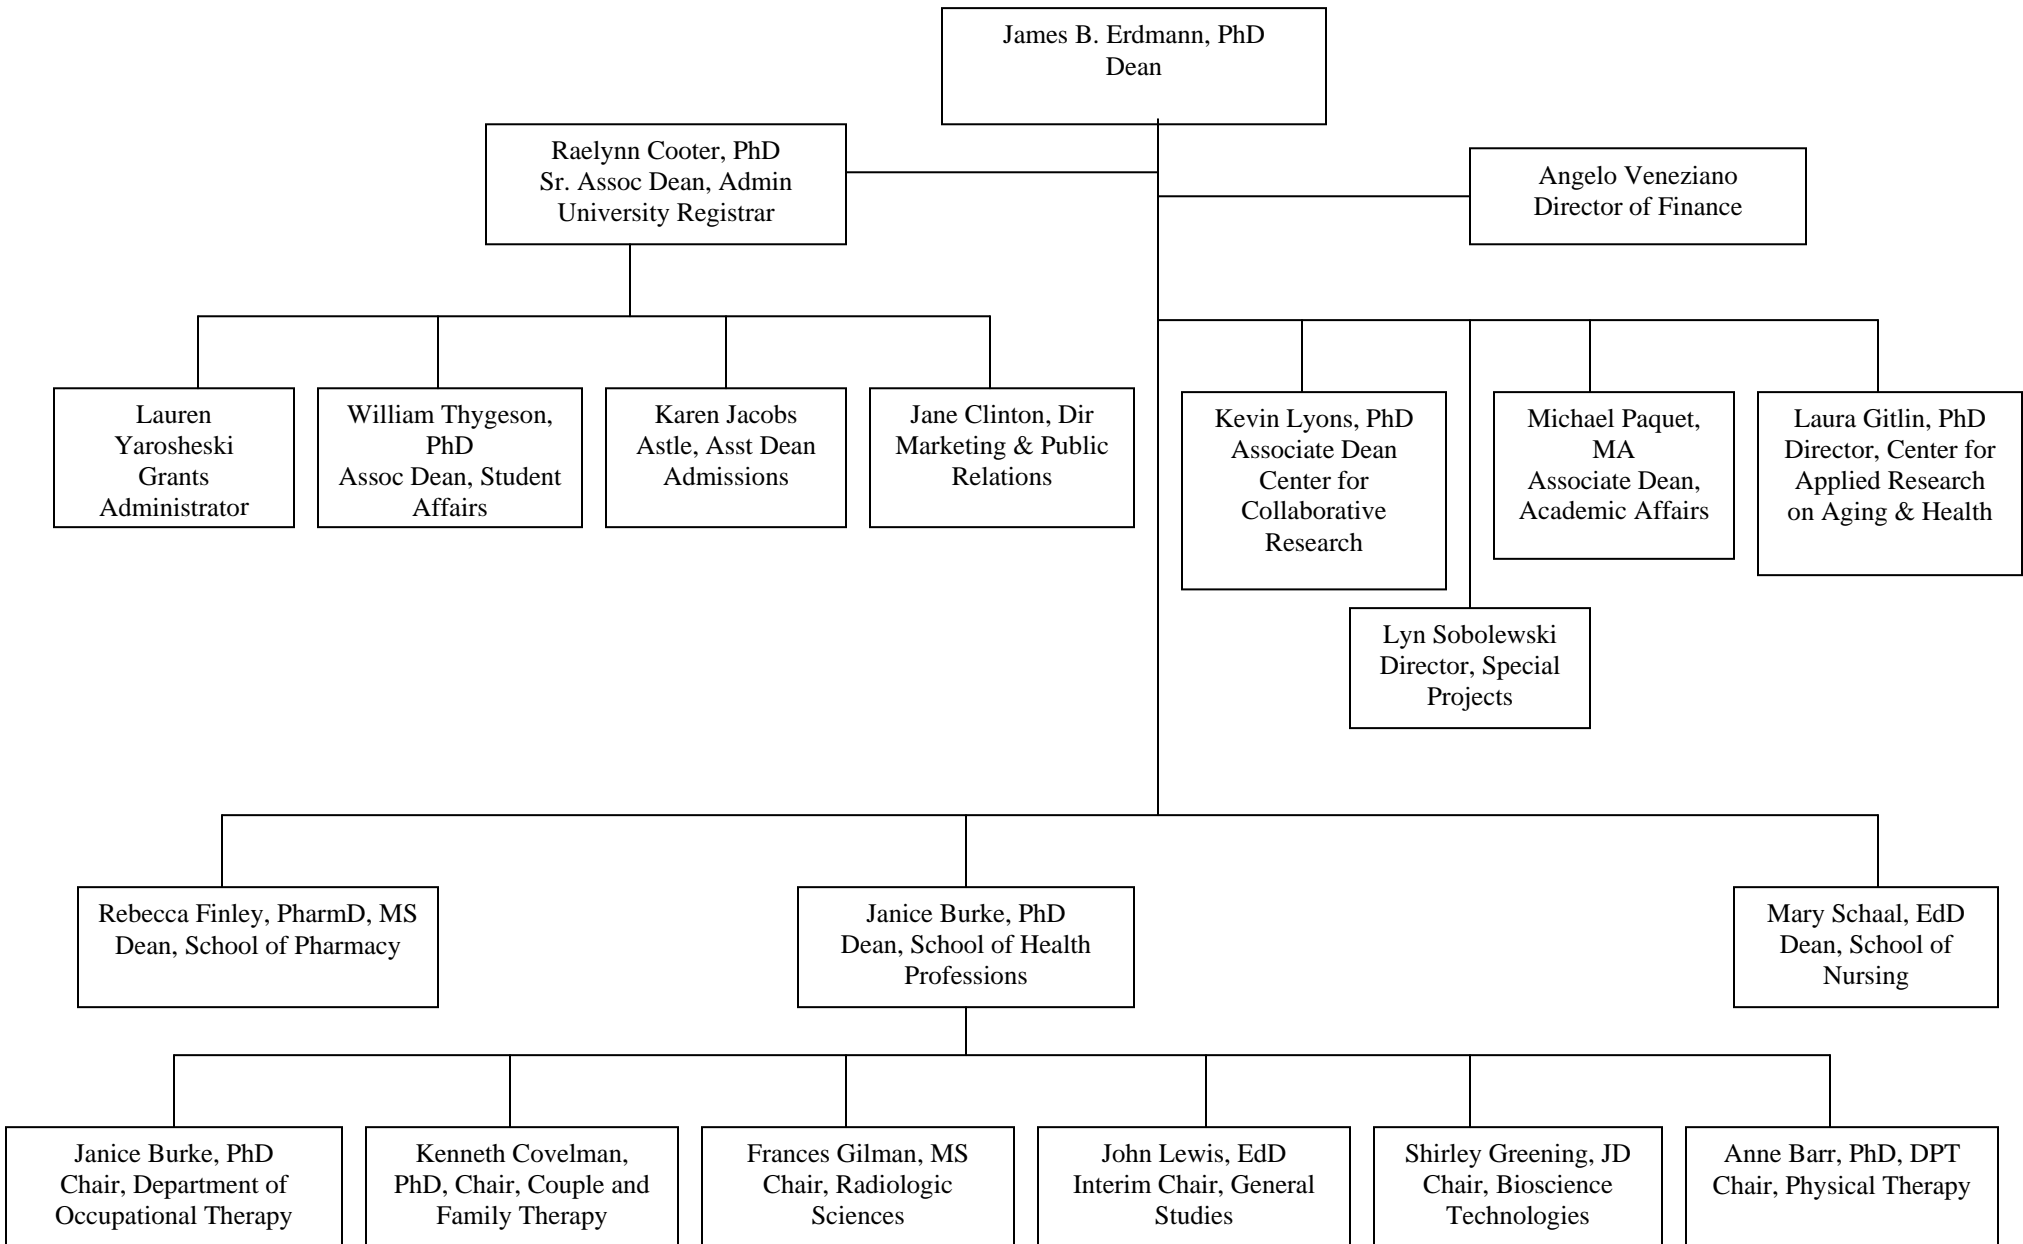 James B. Erdmann, PhD
Dean
Raelynn Cooter, PhD
Sr. Assoc Dean, Admin
University Registrar
Angelo Veneziano
Director of Finance
Lauren
Yarosheski
Grants
Administrator
William Thygeson,
PhD
Assoc Dean, Student
Affairs
Karen Jacobs
Astle, Asst Dean
Admissions
Jane Clinton, Dir
Marketing & Public
Relations
Kevin Lyons, PhD
Associate Dean
Center for
Collaborative
Research
Michael Paquet,
MA
Associate Dean,
Academic Affairs
Laura Gitlin, PhD
Director, Center for
Applied Research
on Aging & Health
Lyn Sobolewski
Director, Special
Projects
Rebecca Finley, PharmD, MS
Dean, School of Pharmacy
Janice Burke, PhD
Dean, School of Health
Professions
Mary Schaal, EdD
Dean, School of
Nursing
Janice Burke, PhD
Chair, Department of
Occupational Therapy
Kenneth Covelman,
PhD, Chair, Couple and
Family Therapy
Frances Gilman, MS
Chair, Radiologic
Sciences
John Lewis, EdD
Interim Chair, General
Studies
Shirley Greening, JD
Chair, Bioscience
Technologies
Anne Barr, PhD, DPT
Chair, Physical Therapy